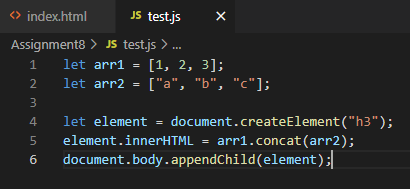 index.html JS test.js
Assignment8 > JS test.js > ...
1 let arr1 = [1, 2, 3];
2 let arr2 = ["a", "b", "c"];
3
4 let element = document.createElement("h3");
5 element.innerHTML = arr1.concat(arr2);
6 document.body.appendChild(element);